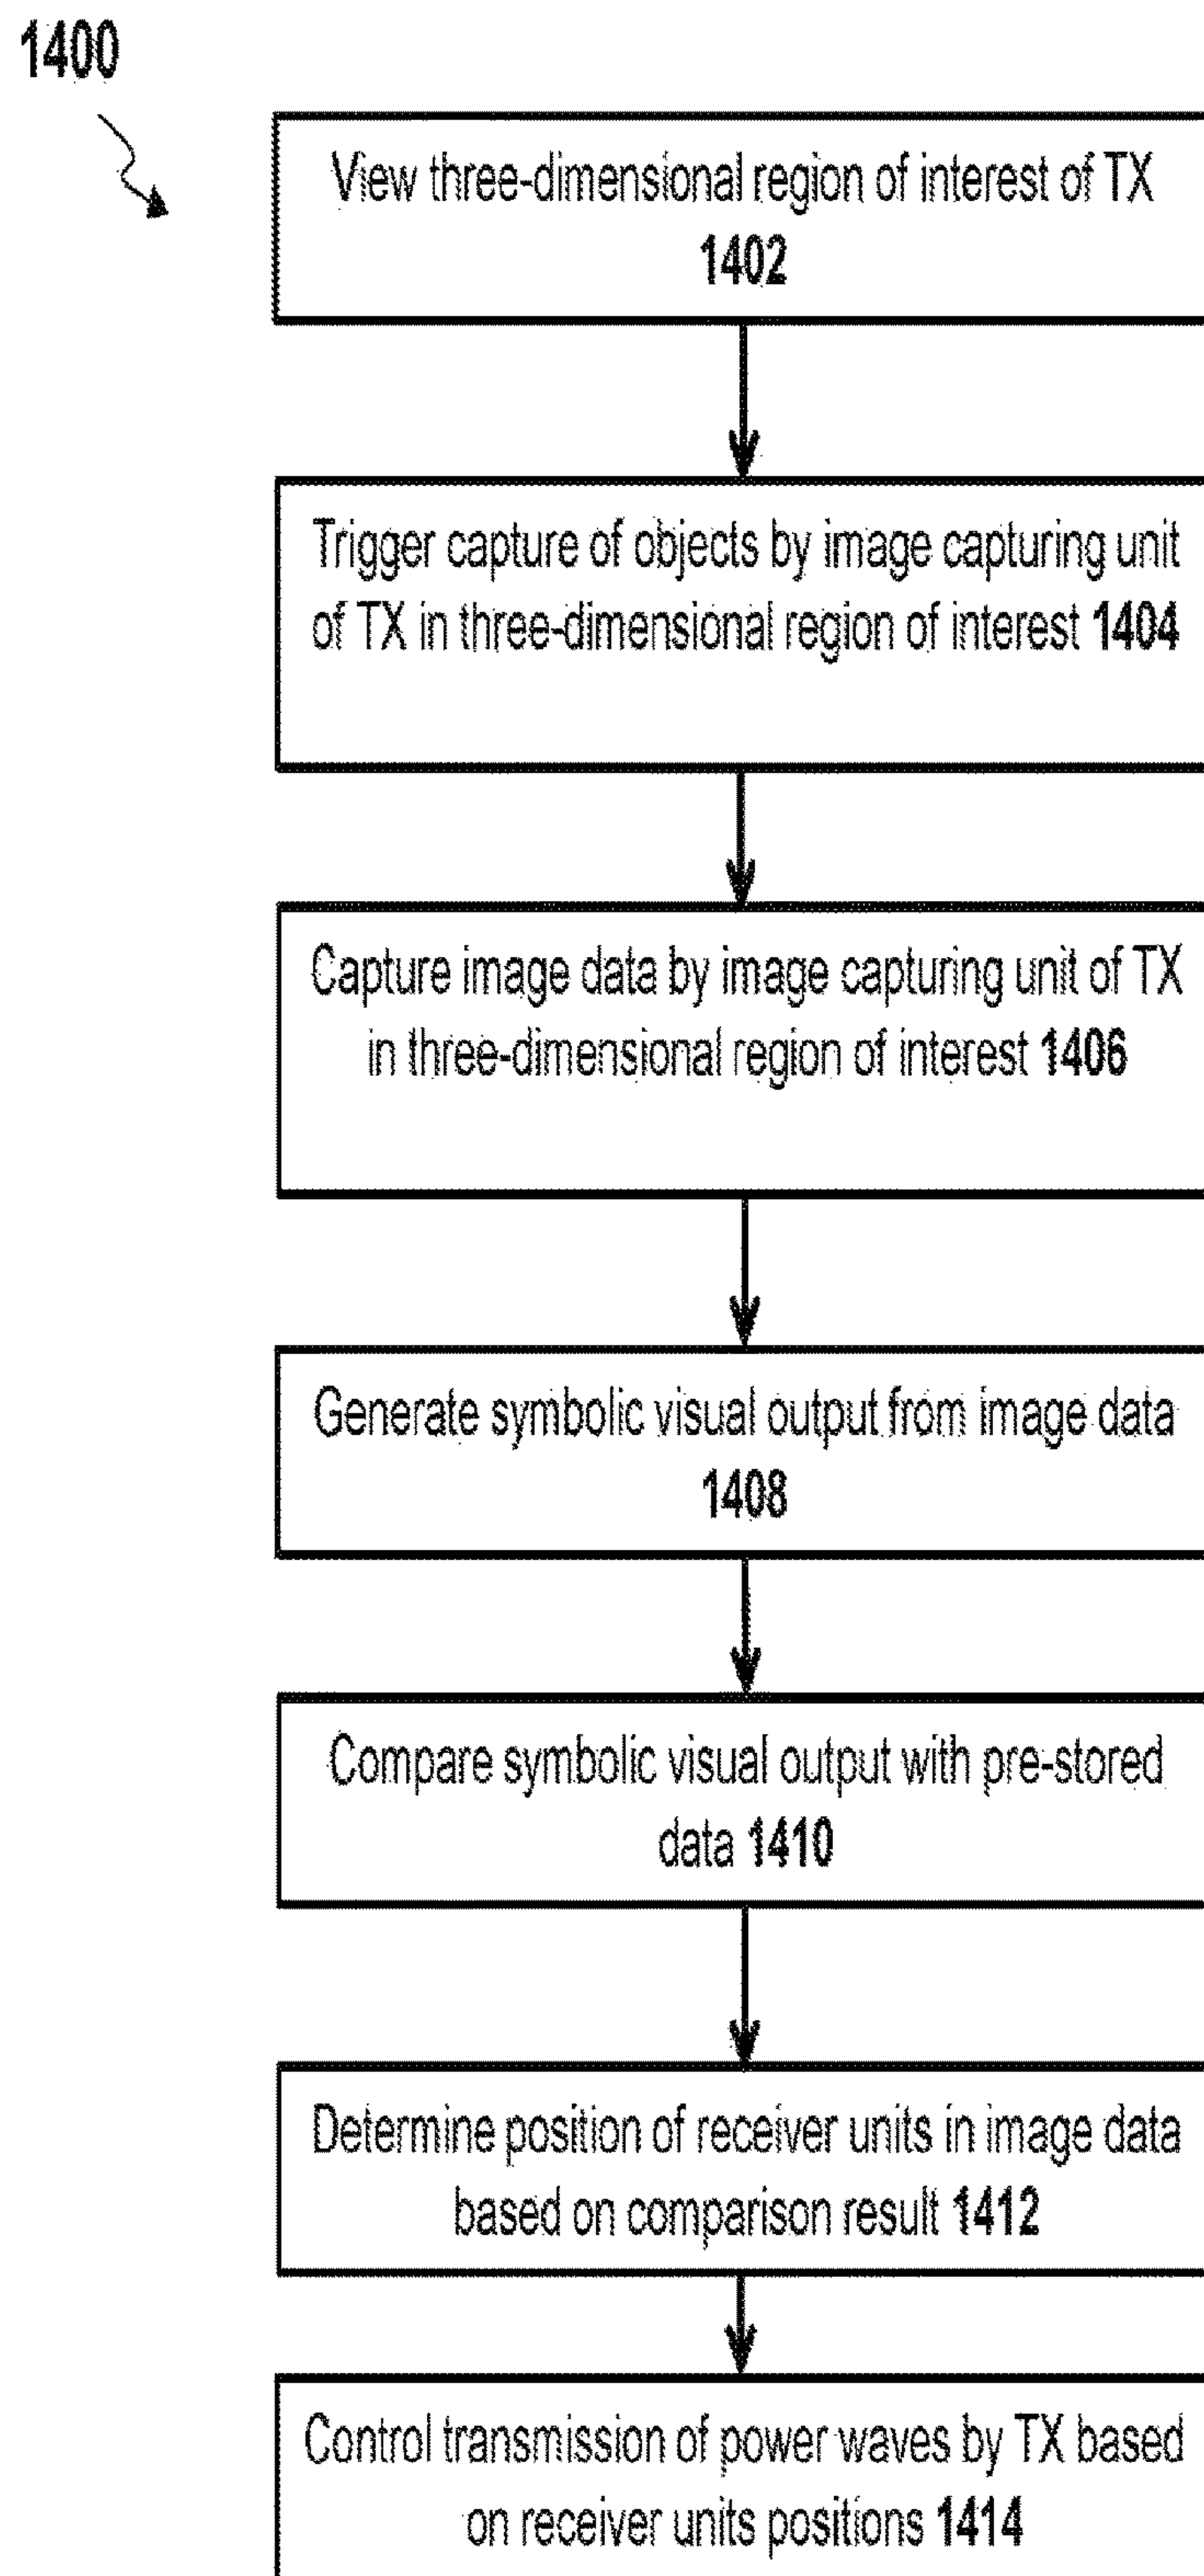 1400
View three-dimensional region of interest of TX
1402
Trigger capture of objects by image capturing unit
of TX in three-dimensional region of interest 1404
Capture image data by image capturing unit of TX
in three-dimensional region of interest 1406
Generate symbolic visual output from image data
1408
Compare symbolic visual output with pre-stored
data 1410
Determine position of receiver units in image data
based on comparison result 1412
Control transmission of power waves by TX based
on receiver units positions 1414